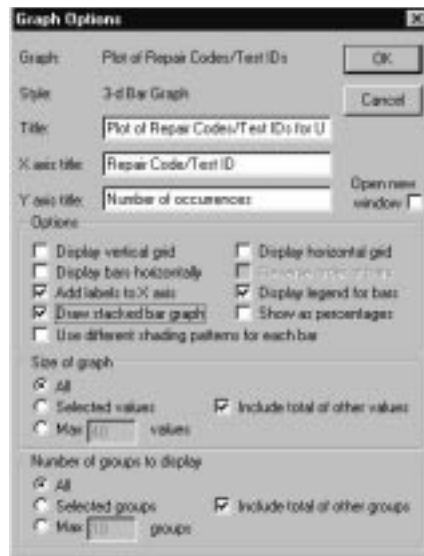 Graph Options
Graph: Plot of Repair Codes/Test IDs OK
Style: 3-d Bar Graph Cancel
Title: Plot of Repair Codes/Test IDs for U
X axis title: Repair Code/Test ID
Y axis title: Number of occurrences
Open new window
Options
Display vertical grid Display horizontal grid
Display bars horizontally
Add labels to X axis Display legend for bars
Draw stacked bar graph Show as percentages
Use different shading patterns for each bar
Size of graph
All
Selected values Include total of other values
Max 40 values
Number of groups to display
All
Selected groups Include total of other groups
Max 10 groups